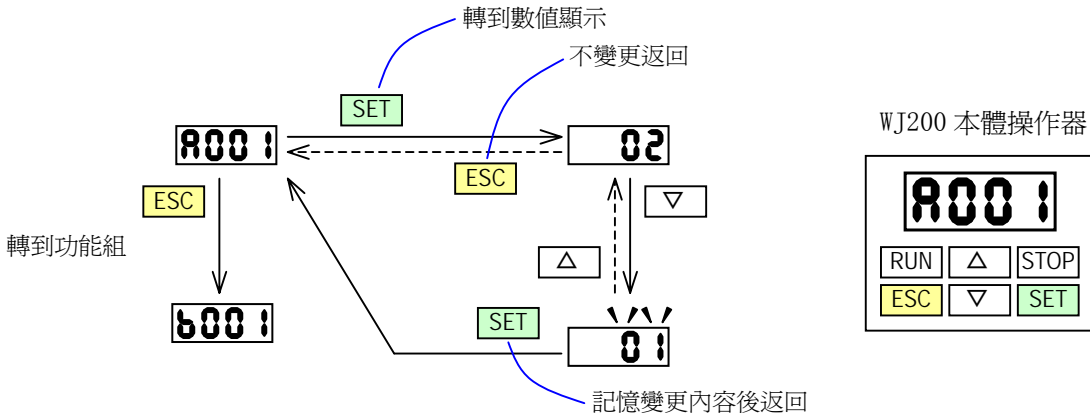 轉到數值顯示
不變更返回
SET
A001
02
ESC
ESC
▽
轉到功能組
△
b001
SET
01
記憶變更內容後返回
WJ200 本體操作器
A001
RUN △ STOP
ESC ▽ SET